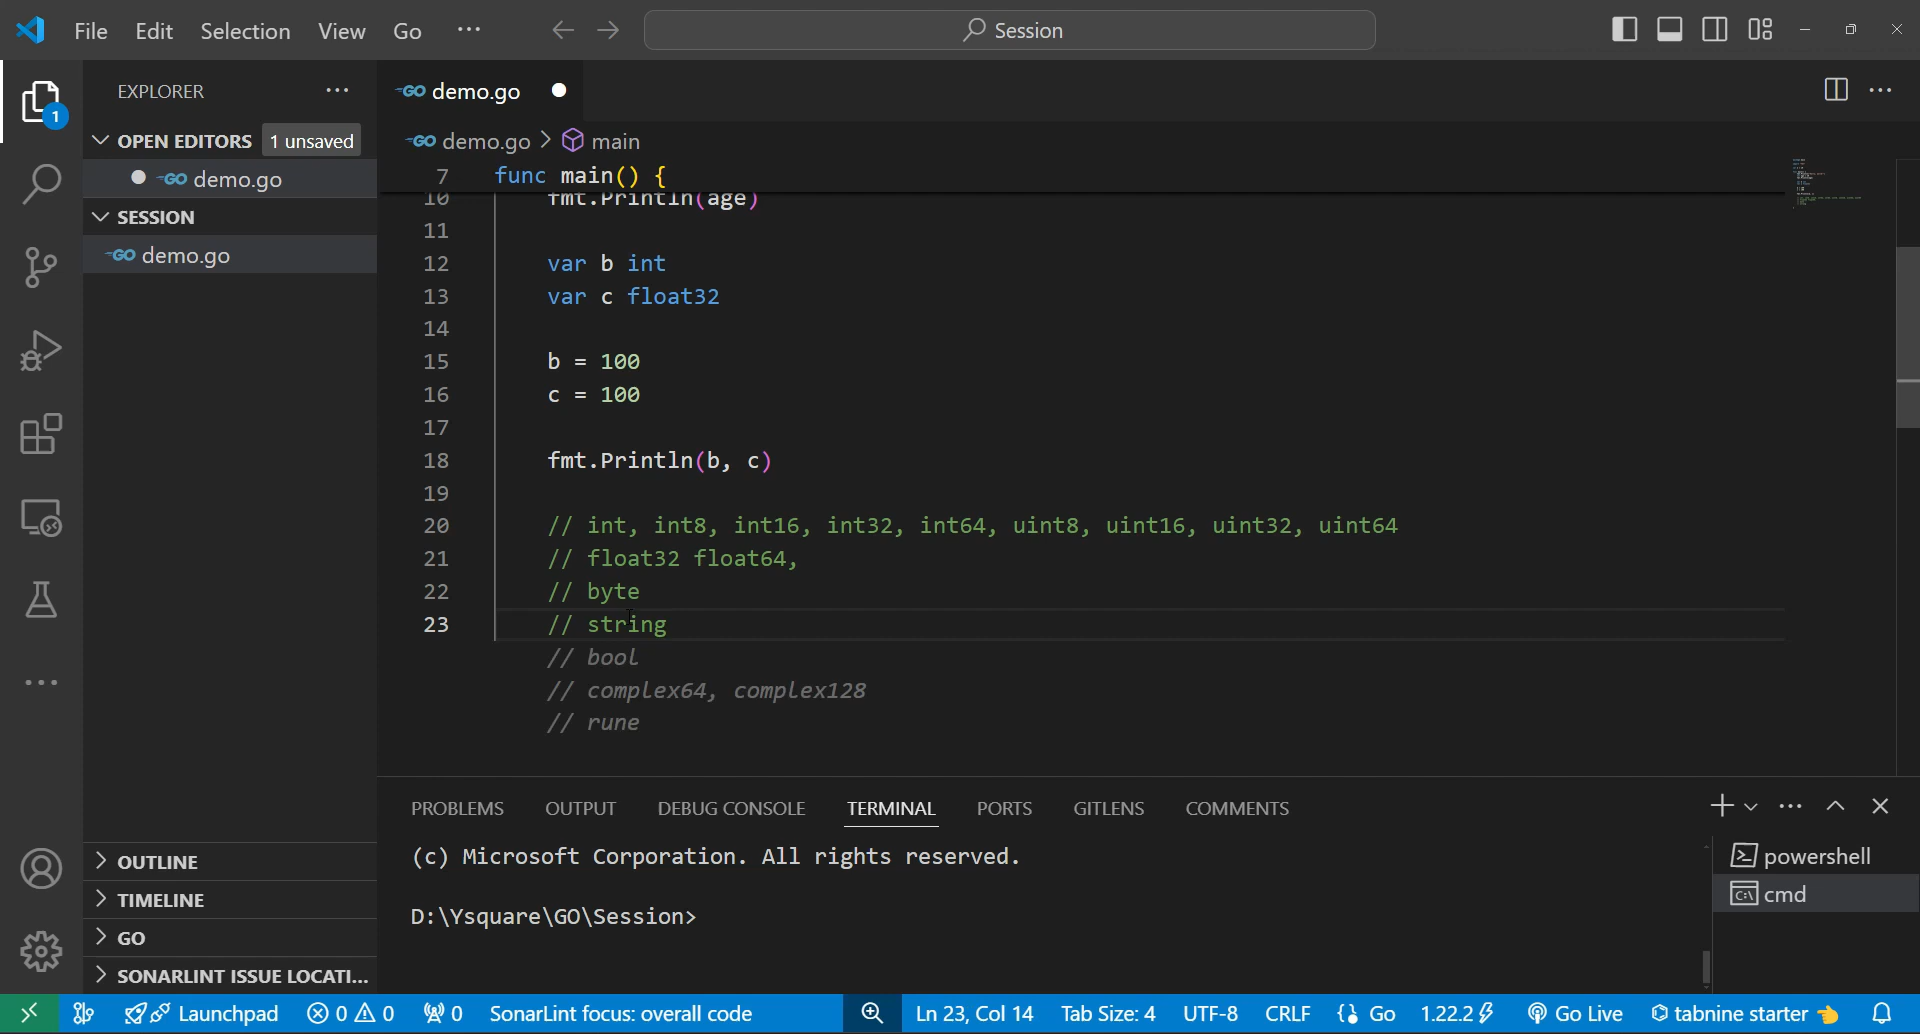 File Edit Selection View Go ··· Session
EXPLORER ···
OPEN EDITORS 1 unsaved
demo.go
SESSION
demo.go
OUTLINE
TIMELINE
GO
SONARLINT ISSUE LOCATI...
1
GO demo.go
GO demo.go > main
7 func main() {
10 fmt.Println(age)
11
12 var b int
13 var c float32
14
15 b = 100
16 c = 100
17
18 fmt.Println(b, c)
19
20 // int, int8, int16, int32, int64, uint8, uint16, uint32, uint64
21 // float32 float64,
22 // byte
23 // string
// bool
// complex64, complex128
// rune
PROBLEMS OUTPUT DEBUG CONSOLE TERMINAL PORTS GITLENS COMMENTS
(c) Microsoft Corporation. All rights reserved.
D:\Ysquare\GO\Session>
powershell
cmd
Launchpad 0 0 0 SonarLint focus: overall code Ln 23, Col 14 Tab Size: 4 UTF-8 CRLF Go 1.22.2 Go Live tabnine starter